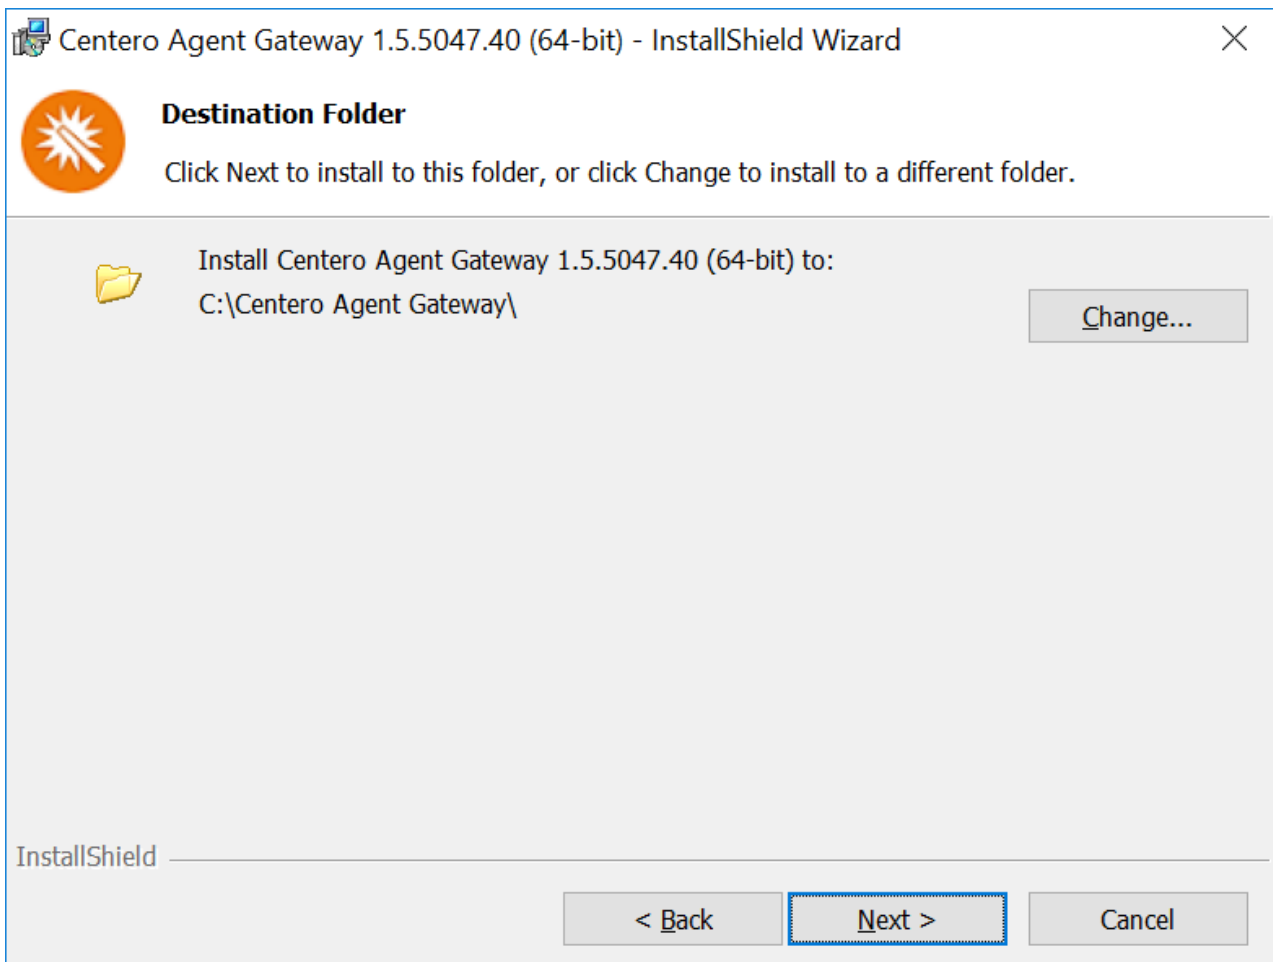 Centero Agent Gateway 1.5.5047.40 (64-bit) - InstallShield Wizard
Destination Folder
Click Next to install to this folder, or click Change to install to a different folder.
Install Centero Agent Gateway 1.5.5047.40 (64-bit) to:
C:\Centero Agent Gateway\
Change...
InstallShield
< Back
Next >
Cancel